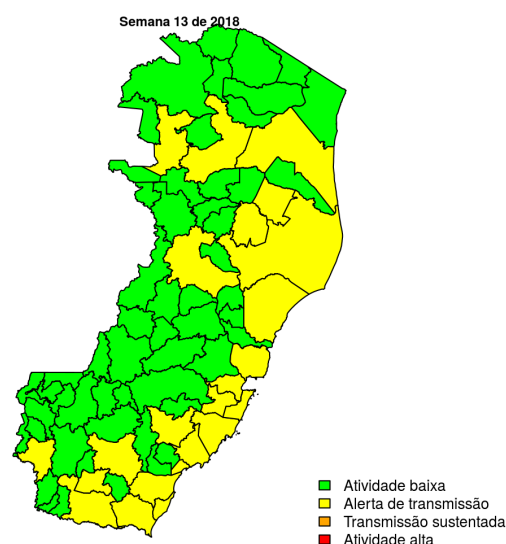 Semana 13 de 2018
Atividade baixa
Alerta de transmissão
Transmissão sustentada
Atividade alta